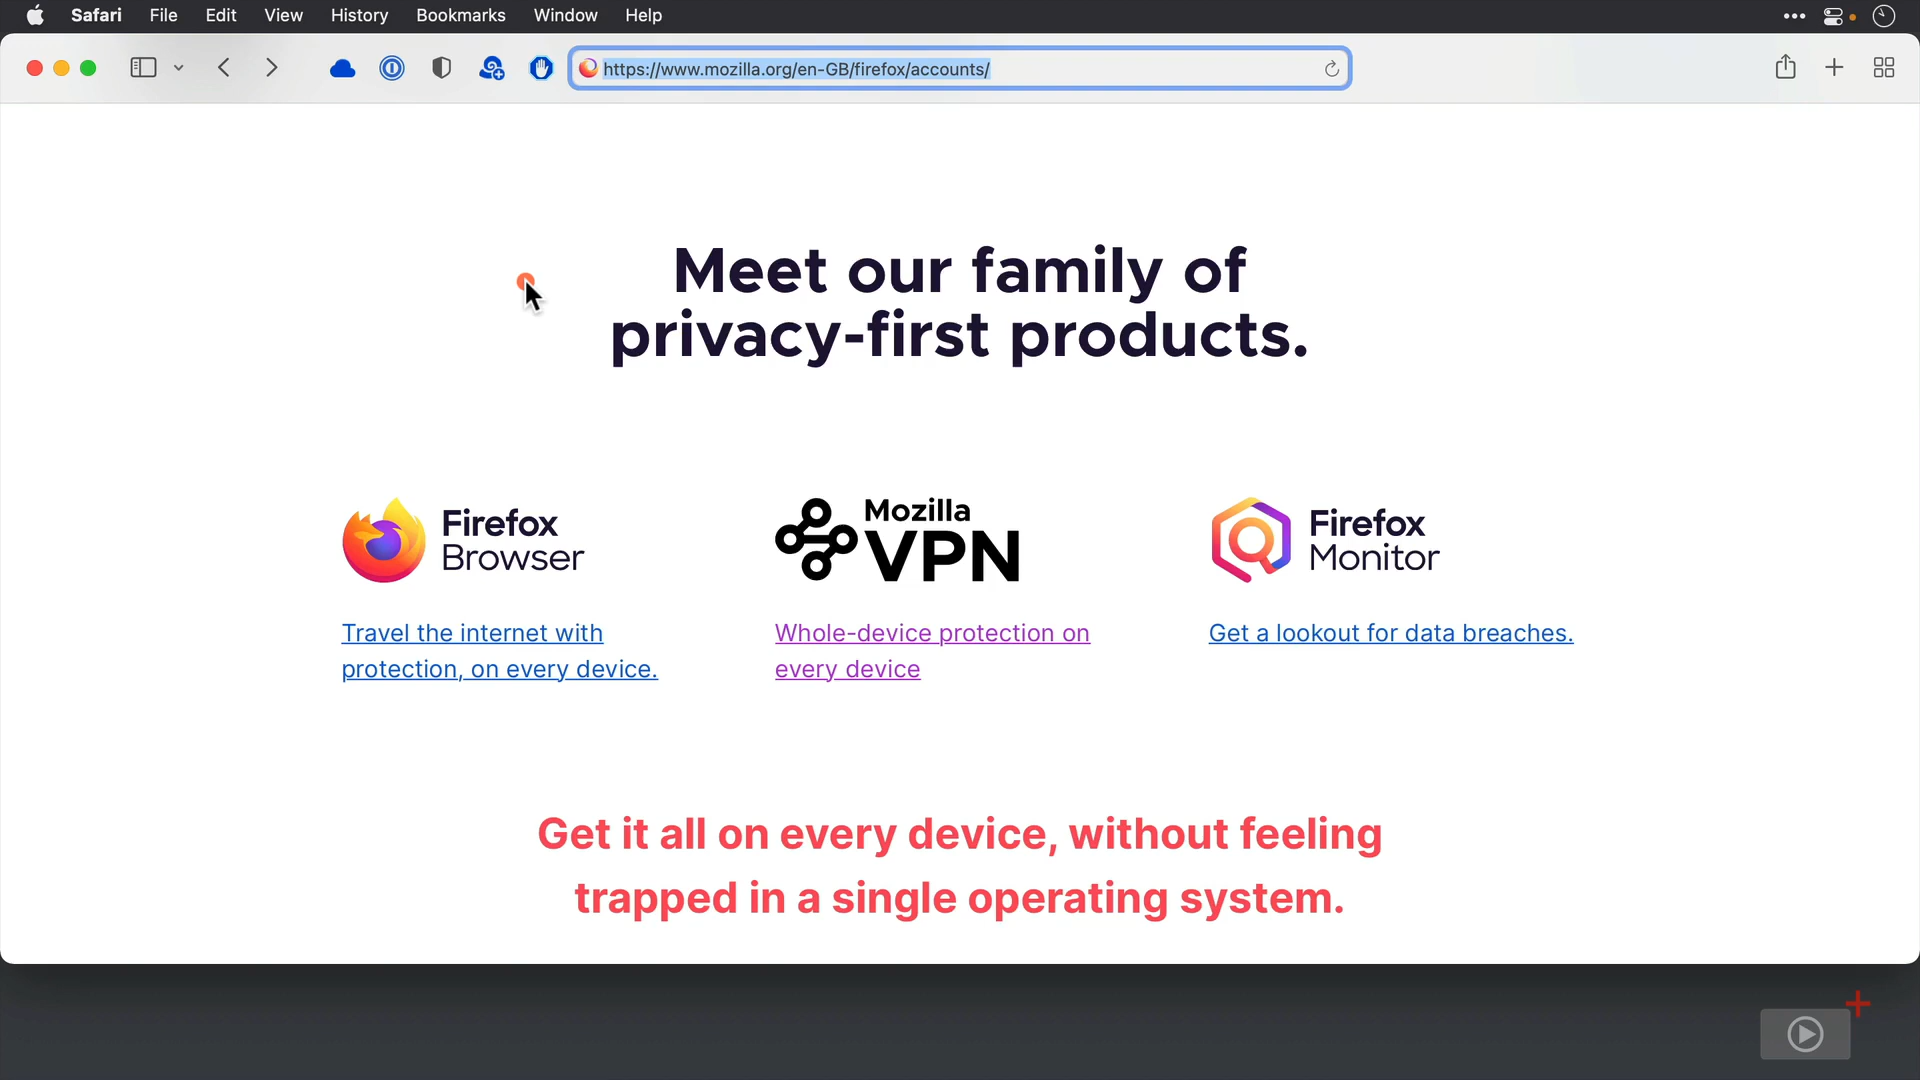 Safari File Edit View History Bookmarks Window Help
https://www.mozilla.org/en-GB/firefox/accounts/
Meet our family of
privacy-first products.
Firefox
Browser
Travel the internet with
protection, on every device.
Mozilla
VPN
Whole-device protection on
every device
Firefox
Monitor
Get a lookout for data breaches.
Get it all on every device, without feeling
trapped in a single operating system.